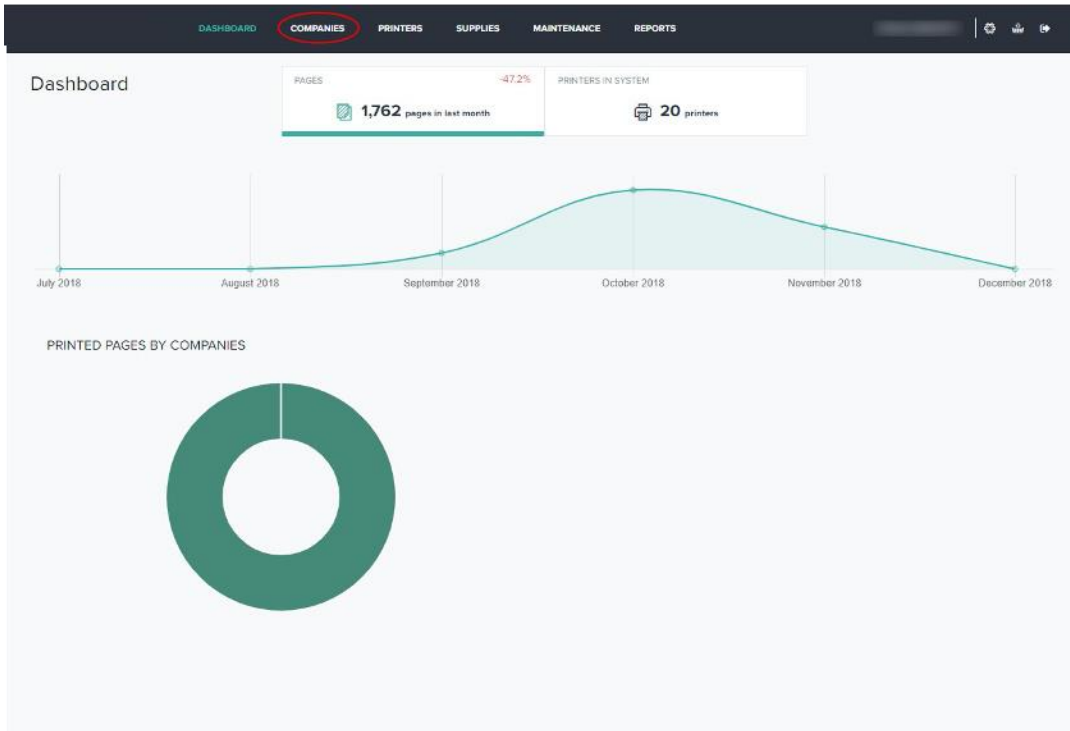 DASHBOARD COMPANIES PRINTERS SUPPLIES MAINTENANCE REPORTS
Dashboard
PAGES -47.2% PRINTERS IN SYSTEM
1,762 pages in last month 20 printers
July 2018 August 2018 September 2018 October 2018 November 2018 December 2018
PRINTED PAGES BY COMPANIES